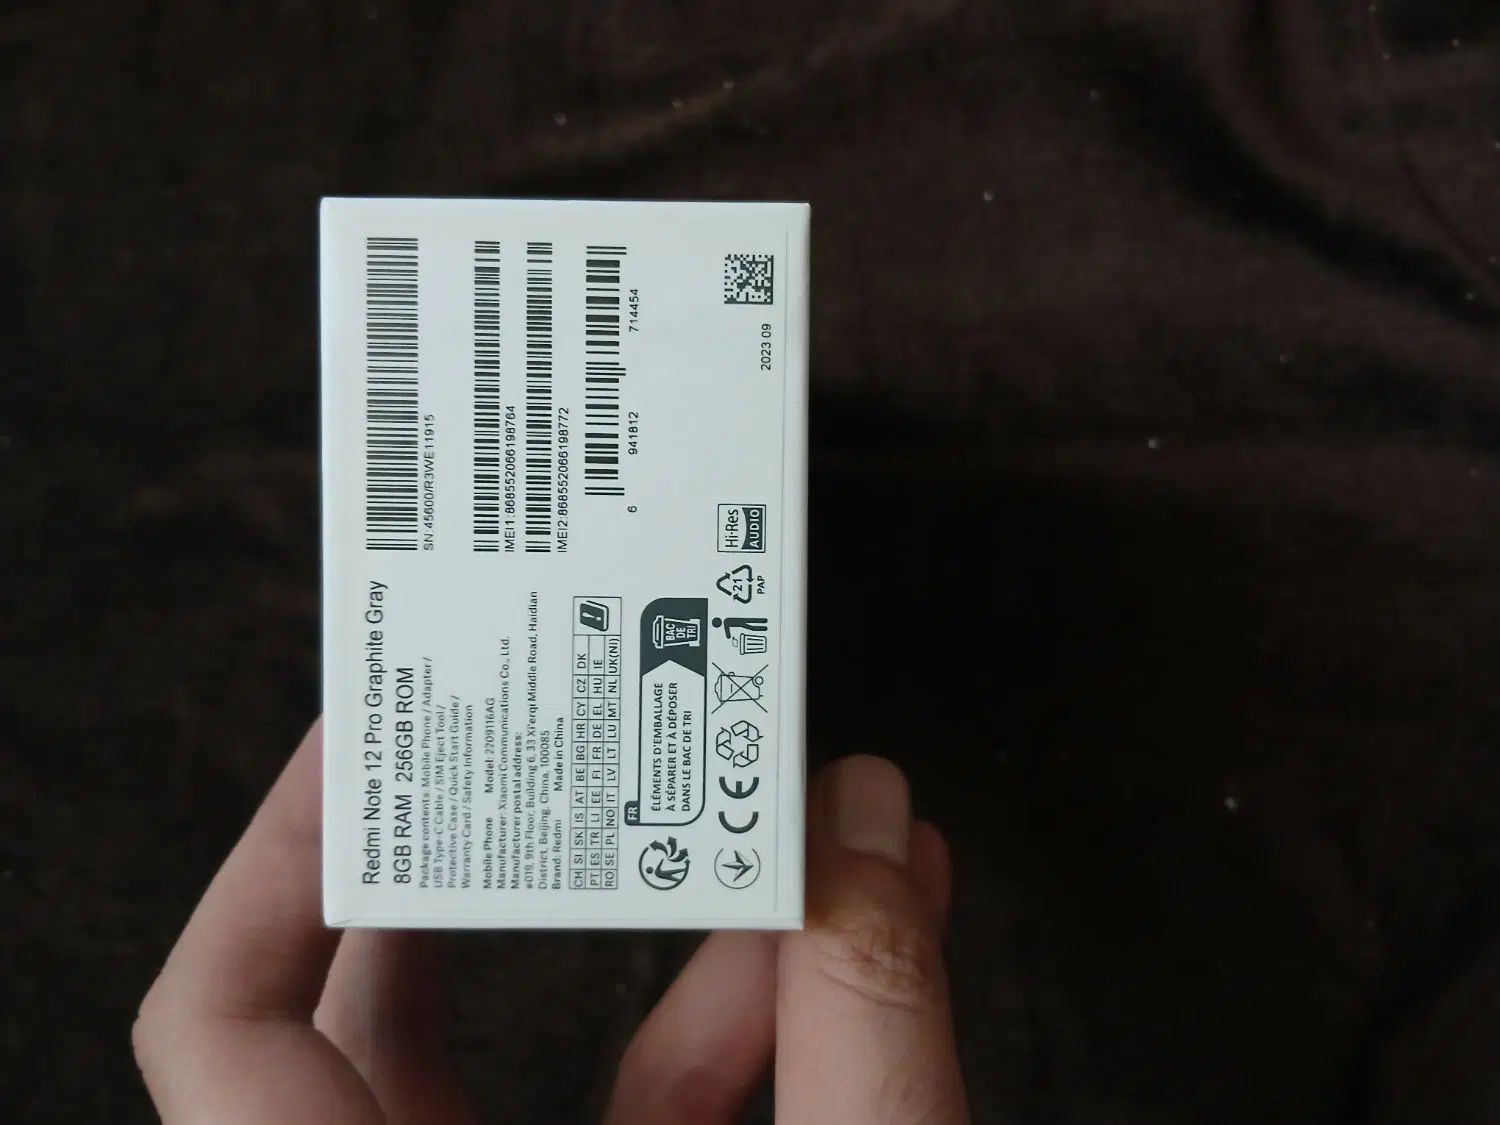 Redmi Note 12 Pro Graphite Gray
8GB RAM 256GB ROM
Package contents: Mobile Phone / Adapter /
USB Type-C Cable / SIM Eject Tool /
Protective Case / Quick Start Guide /
Warranty Card / Safety Information
Mobile Phone Model: 2209116AG
Manufacturer: Xiaomi Communications Co., Ltd.
Manufacturer postal address:
#019, 9th Floor, Building 6, 33 Xi'erqi Middle Road, Haidian
District, Beijing, China, 100085
Brand: Redmi Made in China
CH SI SK IS AT BE BG HR CY CZ DK
PT ES TR LI EE FI FR DE EL HU IE
RO SE PL NO IT LV LT LU MT NL UK(NI)
FR
ÉLÉMENTS D'EMBALLAGE
À SÉPARER ET À DÉPOSER
DANS LE BAC DE TRI
BAC
DE
TRI
CE
21
PAP
Hi-Res
AUDIO
SN:45600/R3WE11915
IMEI1:868552066198764
IMEI2:868552066198772
6 941812 714454
2023 09